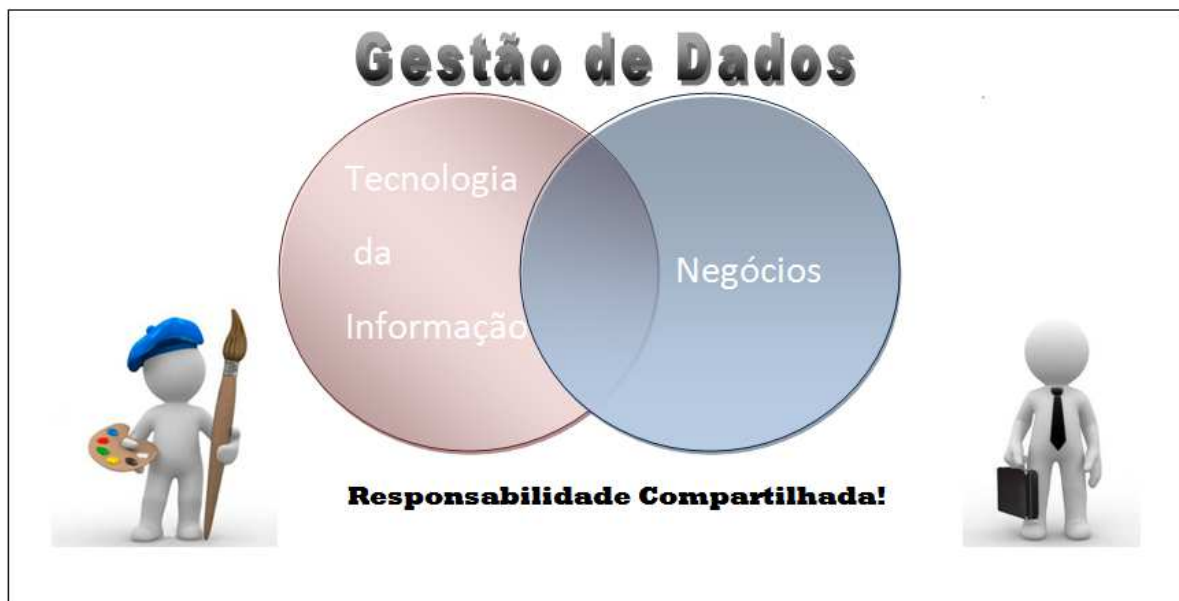 Gestão de Dados
Tecnologia
da
Informação
Negócios
Responsabilidade Compartilhada!